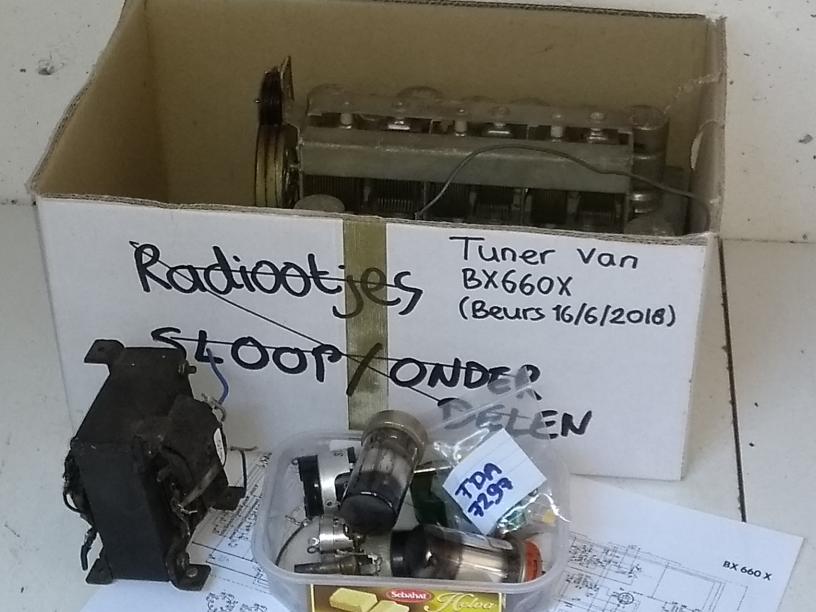 Radiootjes
SLOOP/ONDER
DELEN
Tuner van
BX660X
(Beurs 16/6/2018)
TDA
7297
BX 660 X
Sebahat
Helva